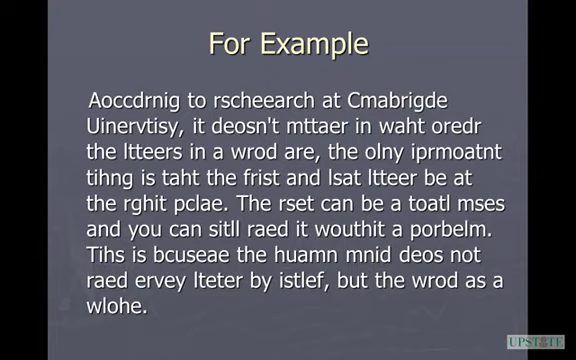 For Example
Aoccdrnig to rscheearch at Cmabrigde
Uinervtisy, it deosn't mttaer in waht oredr
the ltteers in a wrod are, the olny iprmoatnt
tihng is taht the frist and lsat ltteer be at
the rghit pclae. The rset can be a toatl mses
and you can sitll raed it wouthit a porbelm.
Tihs is bcuseae the huamn mnid deos not
raed ervey lteter by istlef, but the wrod as a
wlohe.
UPSTATE